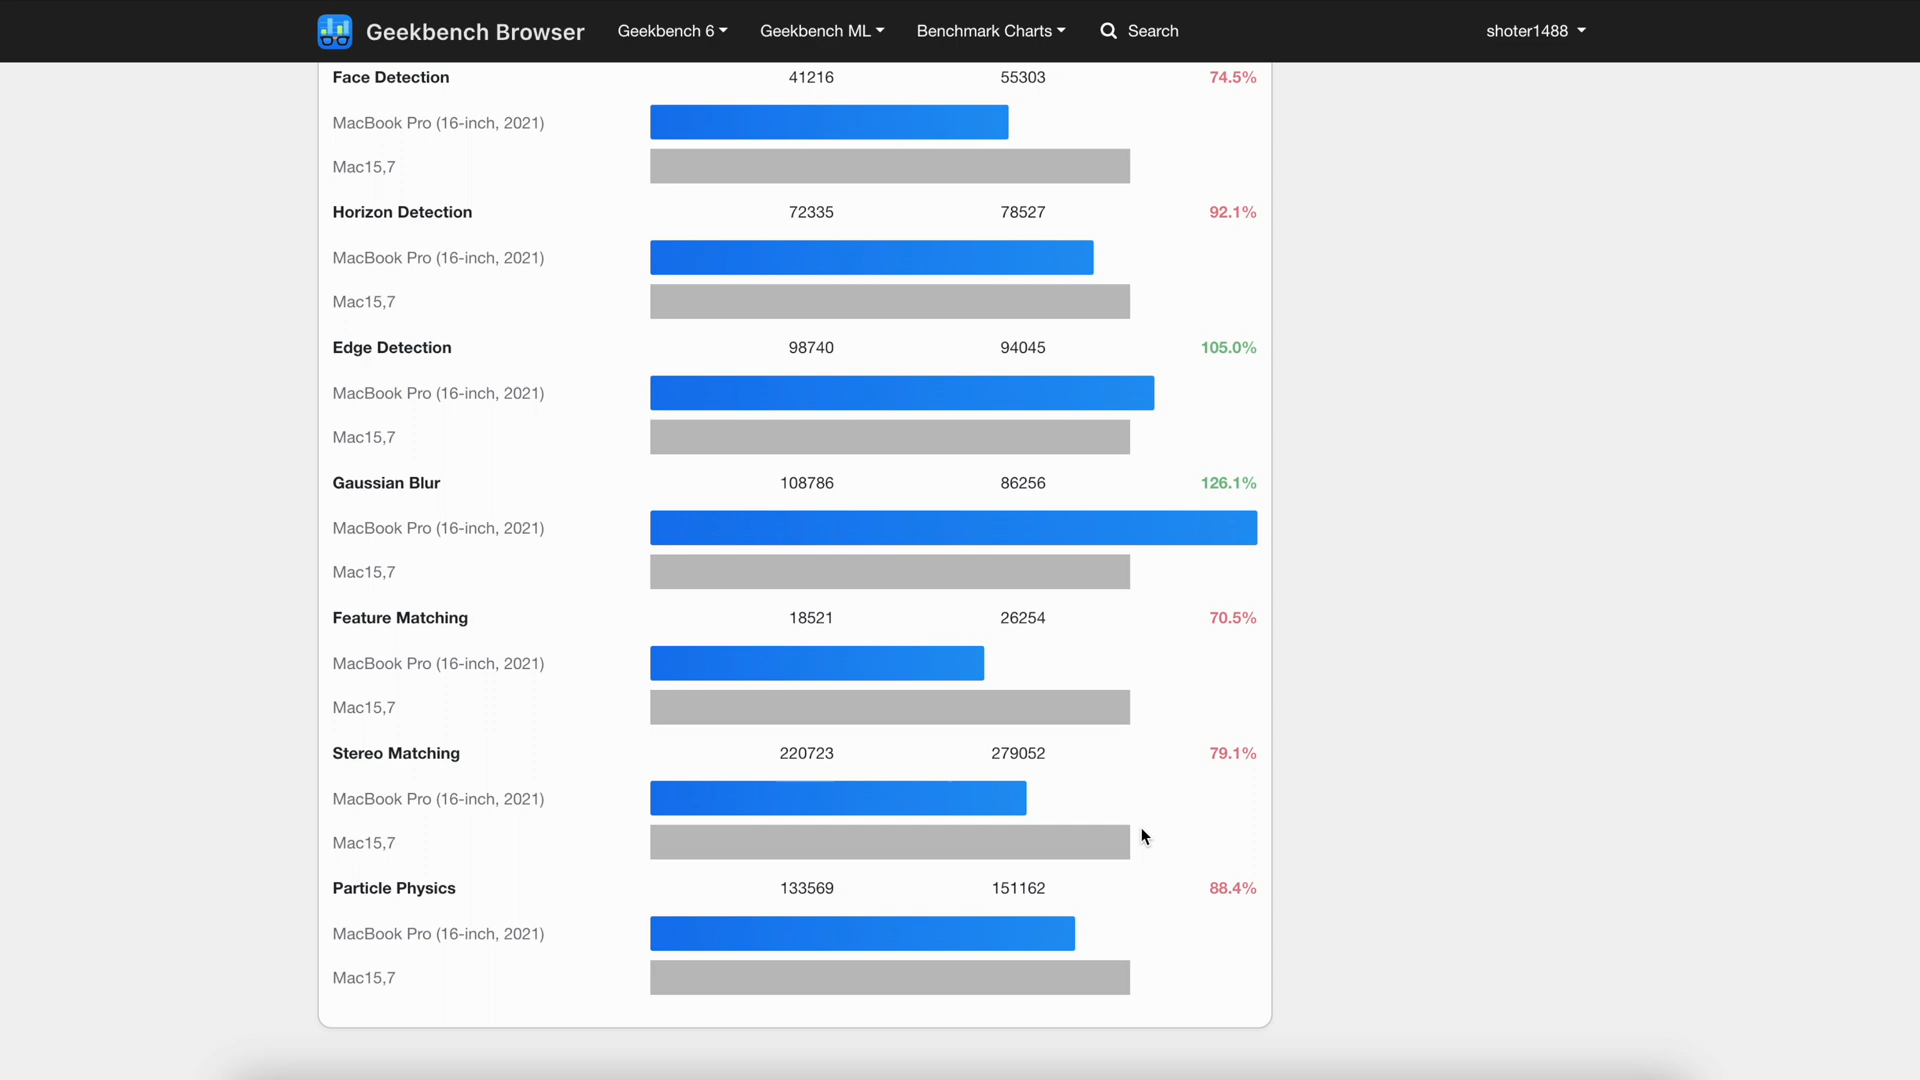 Geekbench Browser Geekbench 6 Geekbench ML Benchmark Charts Search shoter1488
Face Detection 41216 55303 74.5%
MacBook Pro (16-inch, 2021)
Mac15,7
Horizon Detection 72335 78527 92.1%
MacBook Pro (16-inch, 2021)
Mac15,7
Edge Detection 98740 94045 105.0%
MacBook Pro (16-inch, 2021)
Mac15,7
Gaussian Blur 108786 86256 126.1%
MacBook Pro (16-inch, 2021)
Mac15,7
Feature Matching 18521 26254 70.5%
MacBook Pro (16-inch, 2021)
Mac15,7
Stereo Matching 220723 279052 79.1%
MacBook Pro (16-inch, 2021)
Mac15,7
Particle Physics 133569 151162 88.4%
MacBook Pro (16-inch, 2021)
Mac15,7